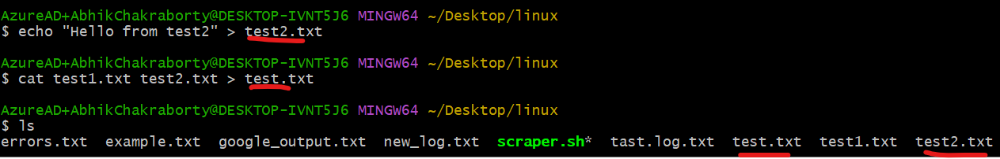 AzureAD+AbhikChakraborty@DESKTOP-IVNT5J6 MINGW64 ~/Desktop/linux
$ echo "Hello from test2" > test2.txt
AzureAD+AbhikChakraborty@DESKTOP-IVNT5J6 MINGW64 ~/Desktop/linux
$ cat test1.txt test2.txt > test.txt
AzureAD+AbhikChakraborty@DESKTOP-IVNT5J6 MINGW64 ~/Desktop/linux
$ ls
errors.txt  example.txt  google_output.txt  new_log.txt  scraper.sh*  tast.log.txt  test.txt  test1.txt  test2.txt